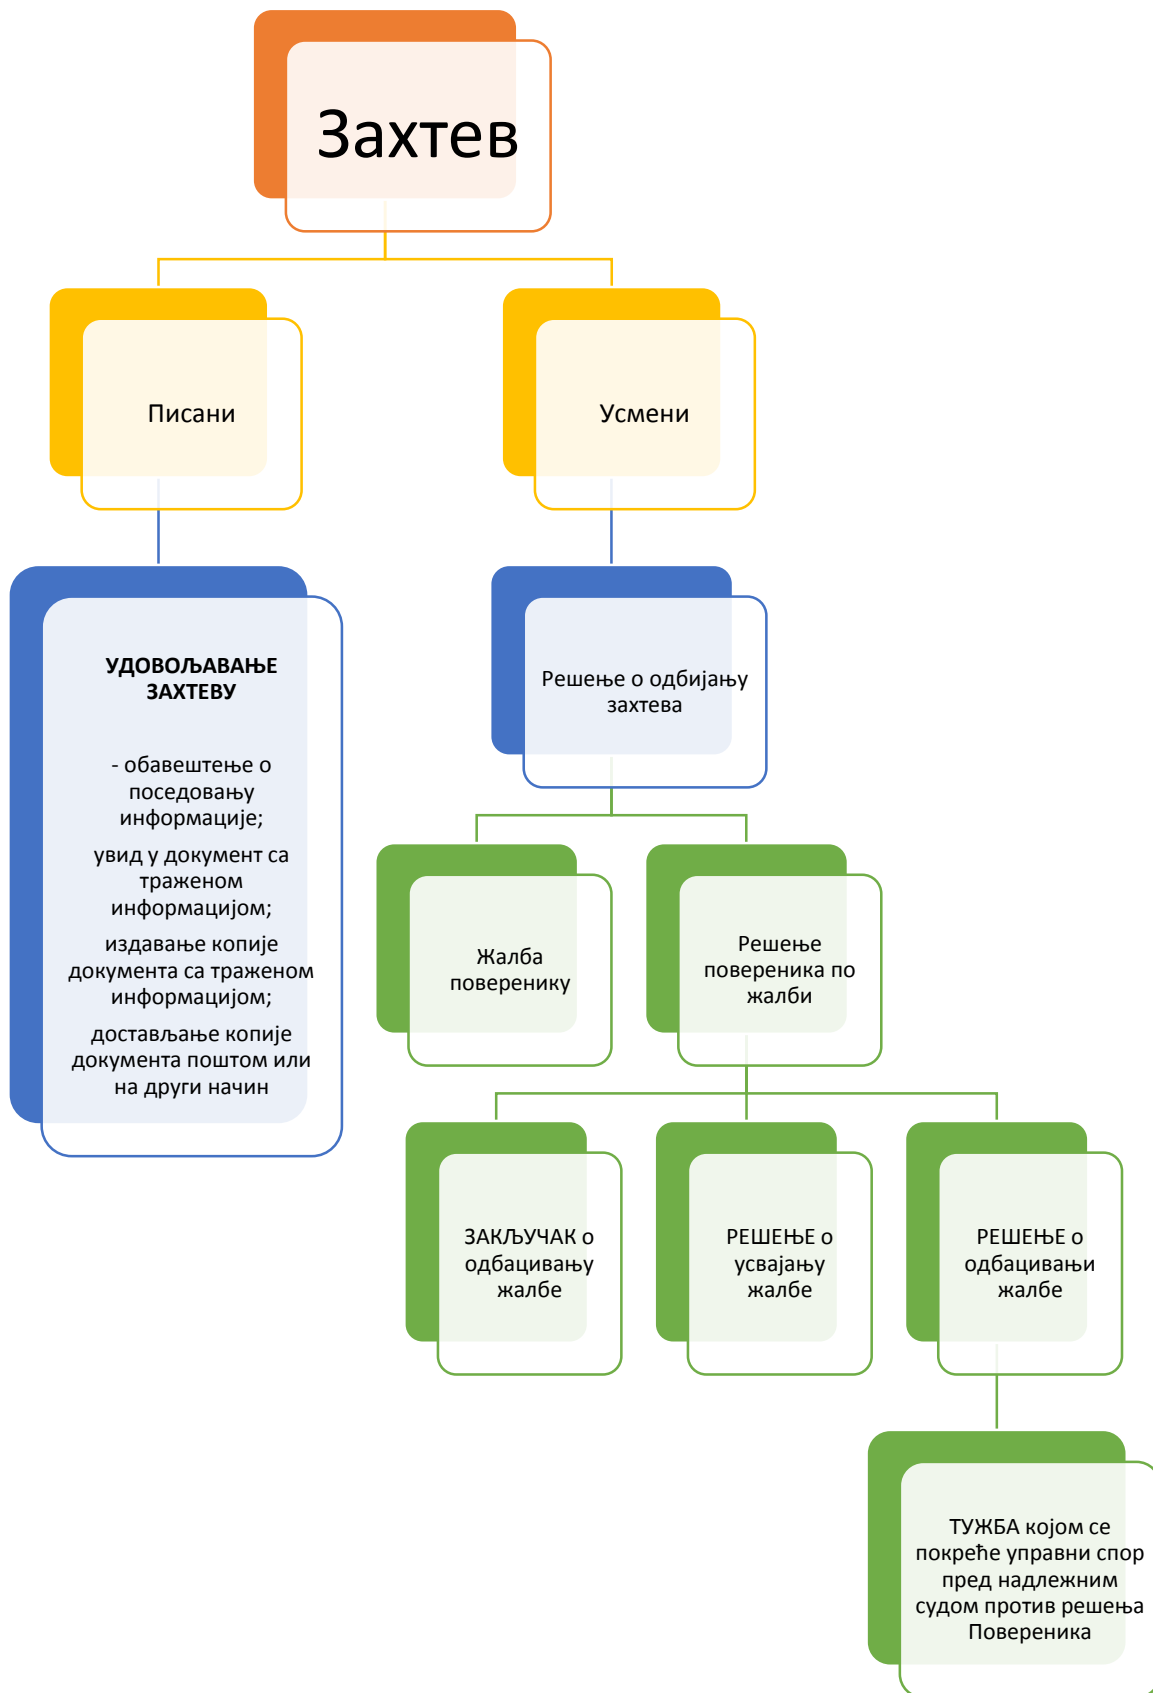 Захтев
Писани
Усмени
УДОВОЉАВАЊЕ
ЗАХТЕВУ
- обавештење о
поседовању
информације;
увид у документ са
траженом
информацијом;
издавање копије
документа са траженом
информацијом;
достављање копије
документа поштом или
на други начин
Решење о одбијању
захтева
Жалба
поверенику
Решење
повереника по
жалби
ЗАКЉУЧАК о
одбацивању
жалбе
РЕШЕЊЕ о
усвајању
жалбе
РЕШЕЊЕ о
одбацивањи
жалбе
ТУЖБА којом се
покреће управни спор
пред надлежним
судом против решења
Повереника